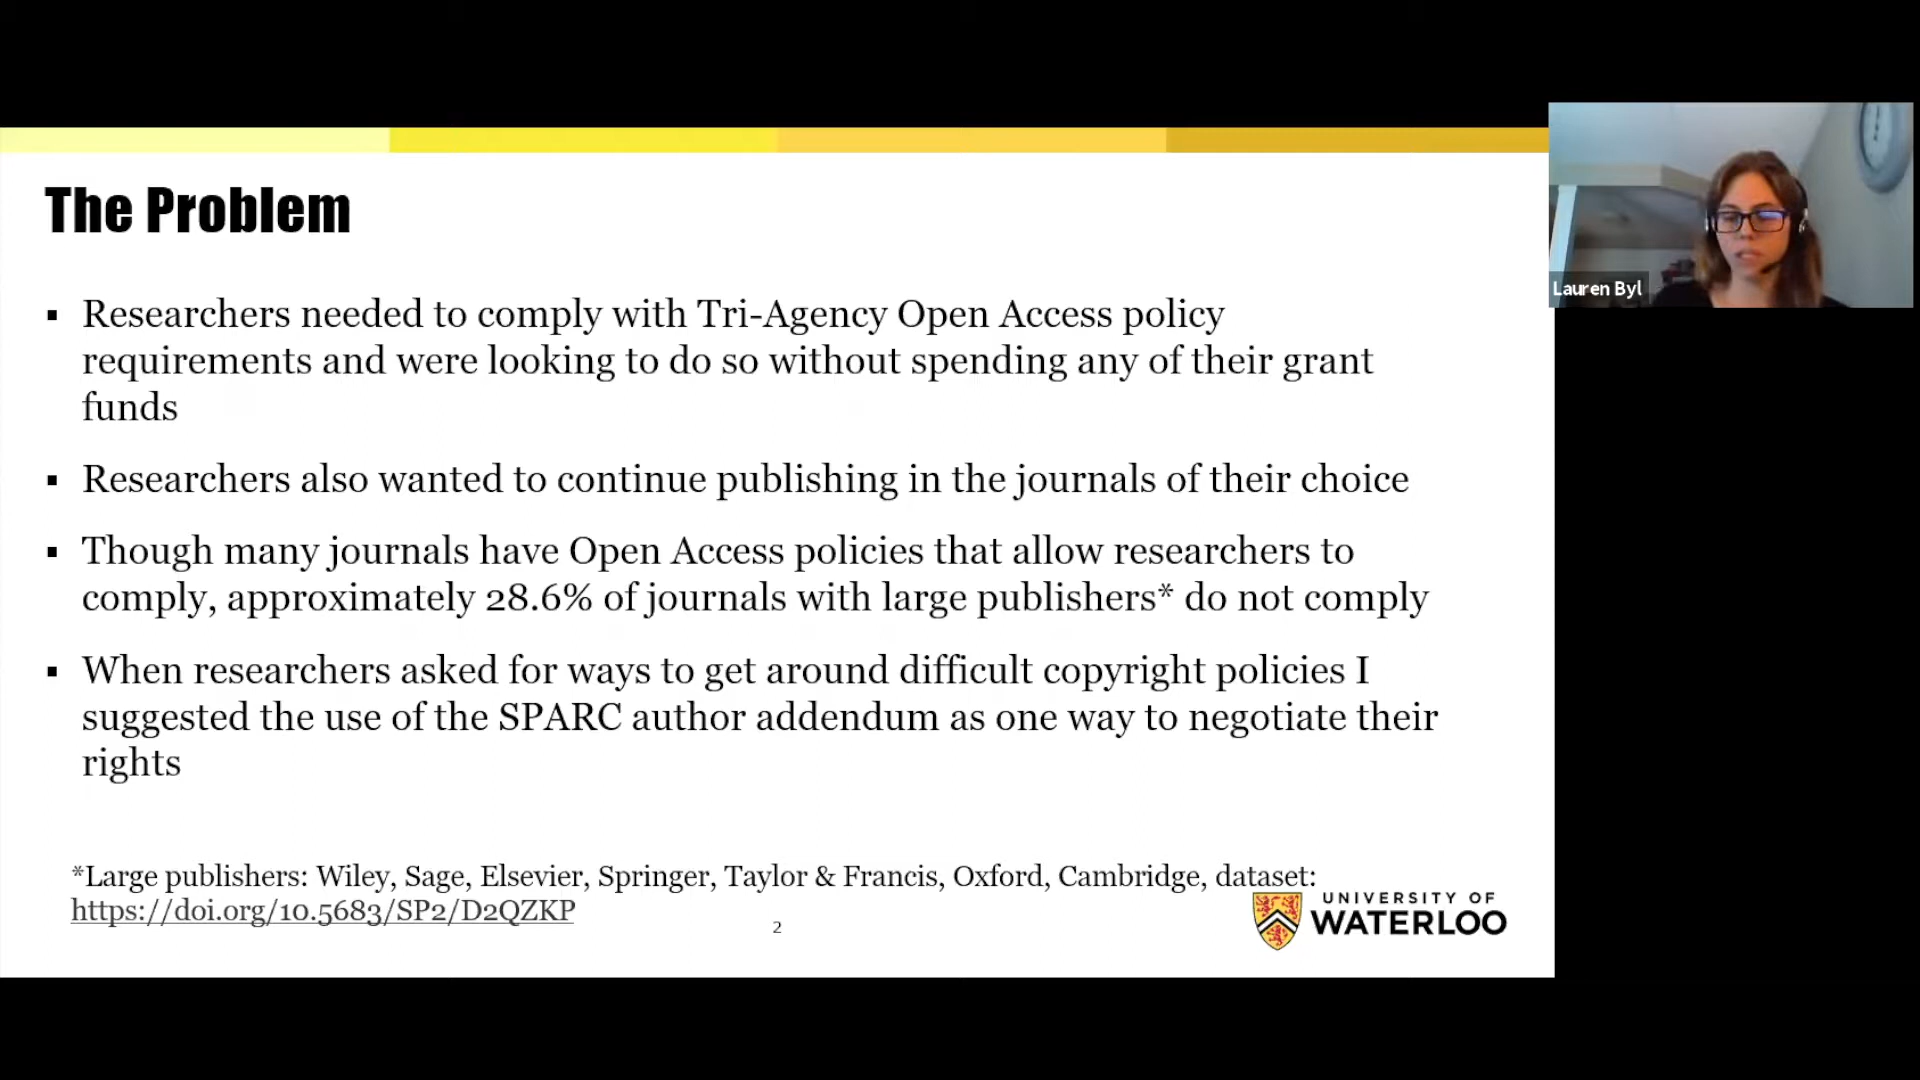 The Problem
▪ Researchers needed to comply with Tri-Agency Open Access policy
requirements and were looking to do so without spending any of their grant
funds
▪ Researchers also wanted to continue publishing in the journals of their choice
▪ Though many journals have Open Access policies that allow researchers to
comply, approximately 28.6% of journals with large publishers* do not comply
▪ When researchers asked for ways to get around difficult copyright policies I
suggested the use of the SPARC author addendum as one way to negotiate their
rights
*Large publishers: Wiley, Sage, Elsevier, Springer, Taylor & Francis, Oxford, Cambridge, dataset:
https://doi.org/10.5683/SP2/D2QZKP
2
UNIVERSITY OF
WATERLOO
Lauren Byl